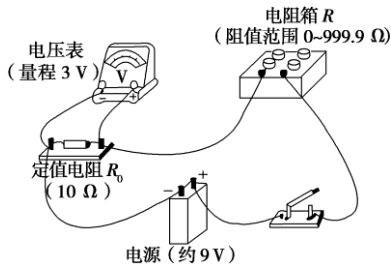 电阻箱 R
(阻值范围 0~999.9 Ω)
电压表
(量程 3 V)
V
− +
定值电阻 R₀
(10 Ω)
− +
电源 (约 9 V)